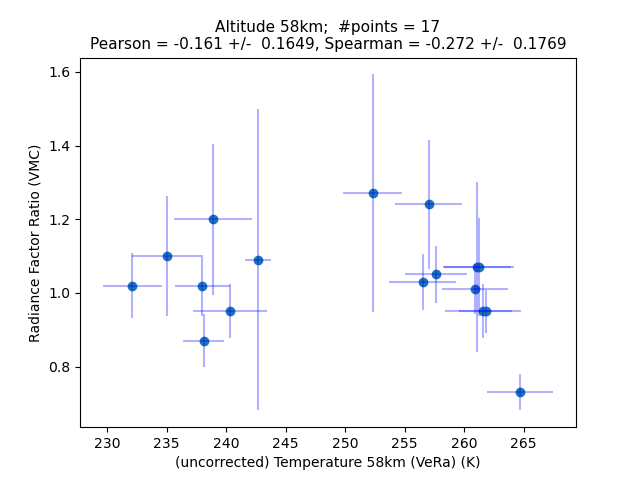 Altitude 58km;  #points = 17
Pearson = -0.161 +/-  0.1649, Spearman = -0.272 +/-  0.1769
1.6
1.4
1.2
1.0
0.8
Radiance Factor Ratio (VMC)
230 235 240 245 250 255 260 265
(uncorrected) Temperature 58km (VeRa) (K)